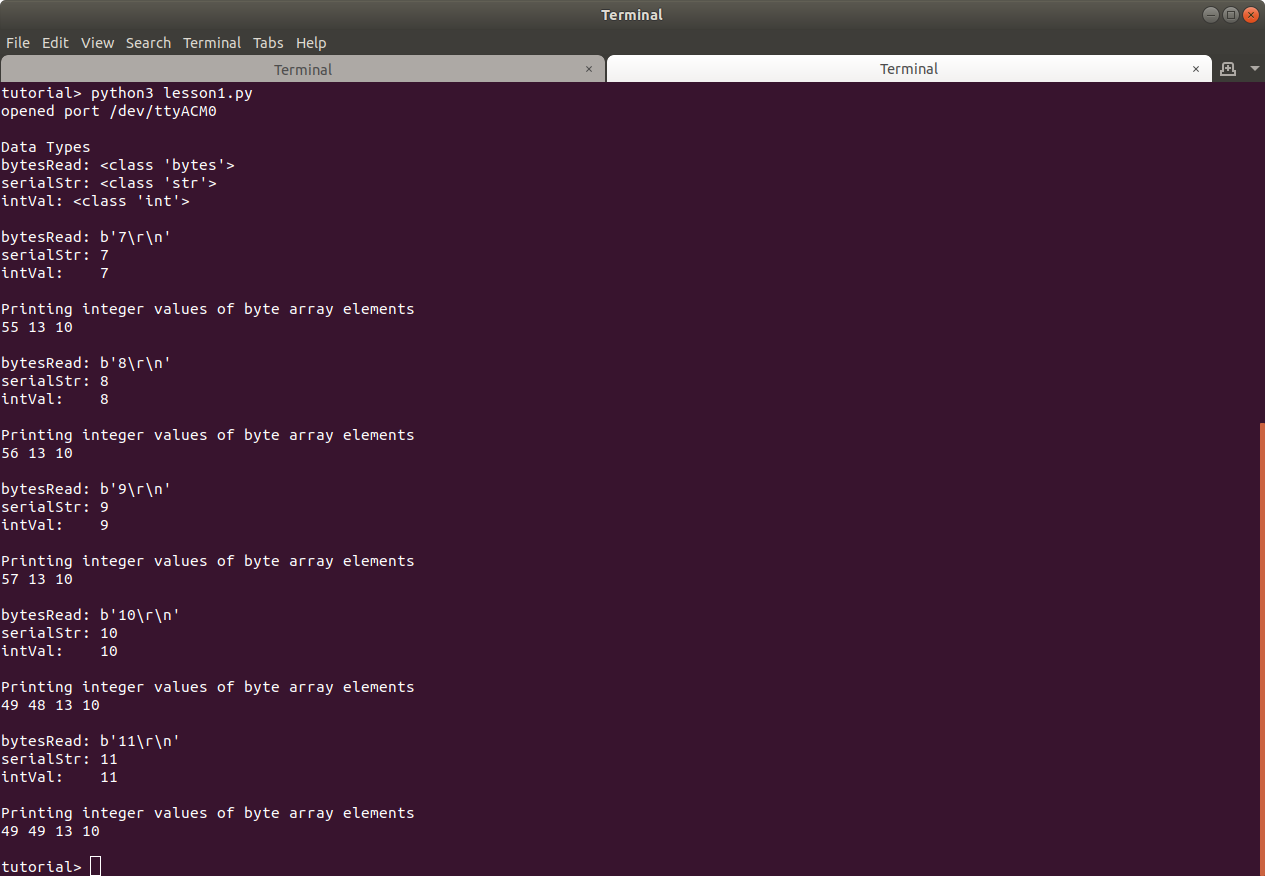 Terminal
File Edit View Search Terminal Tabs Help
Terminal × Terminal ×
tutorial> python3 lesson1.py
opened port /dev/ttyACM0
Data Types
bytesRead: <class 'bytes'>
serialStr: <class 'str'>
intVal: <class 'int'>
bytesRead: b'7\r\n'
serialStr: 7
intVal:    7
Printing integer values of byte array elements
55 13 10
bytesRead: b'8\r\n'
serialStr: 8
intVal:    8
Printing integer values of byte array elements
56 13 10
bytesRead: b'9\r\n'
serialStr: 9
intVal:    9
Printing integer values of byte array elements
57 13 10
bytesRead: b'10\r\n'
serialStr: 10
intVal:    10
Printing integer values of byte array elements
49 48 13 10
bytesRead: b'11\r\n'
serialStr: 11
intVal:    11
Printing integer values of byte array elements
49 49 13 10
tutorial>